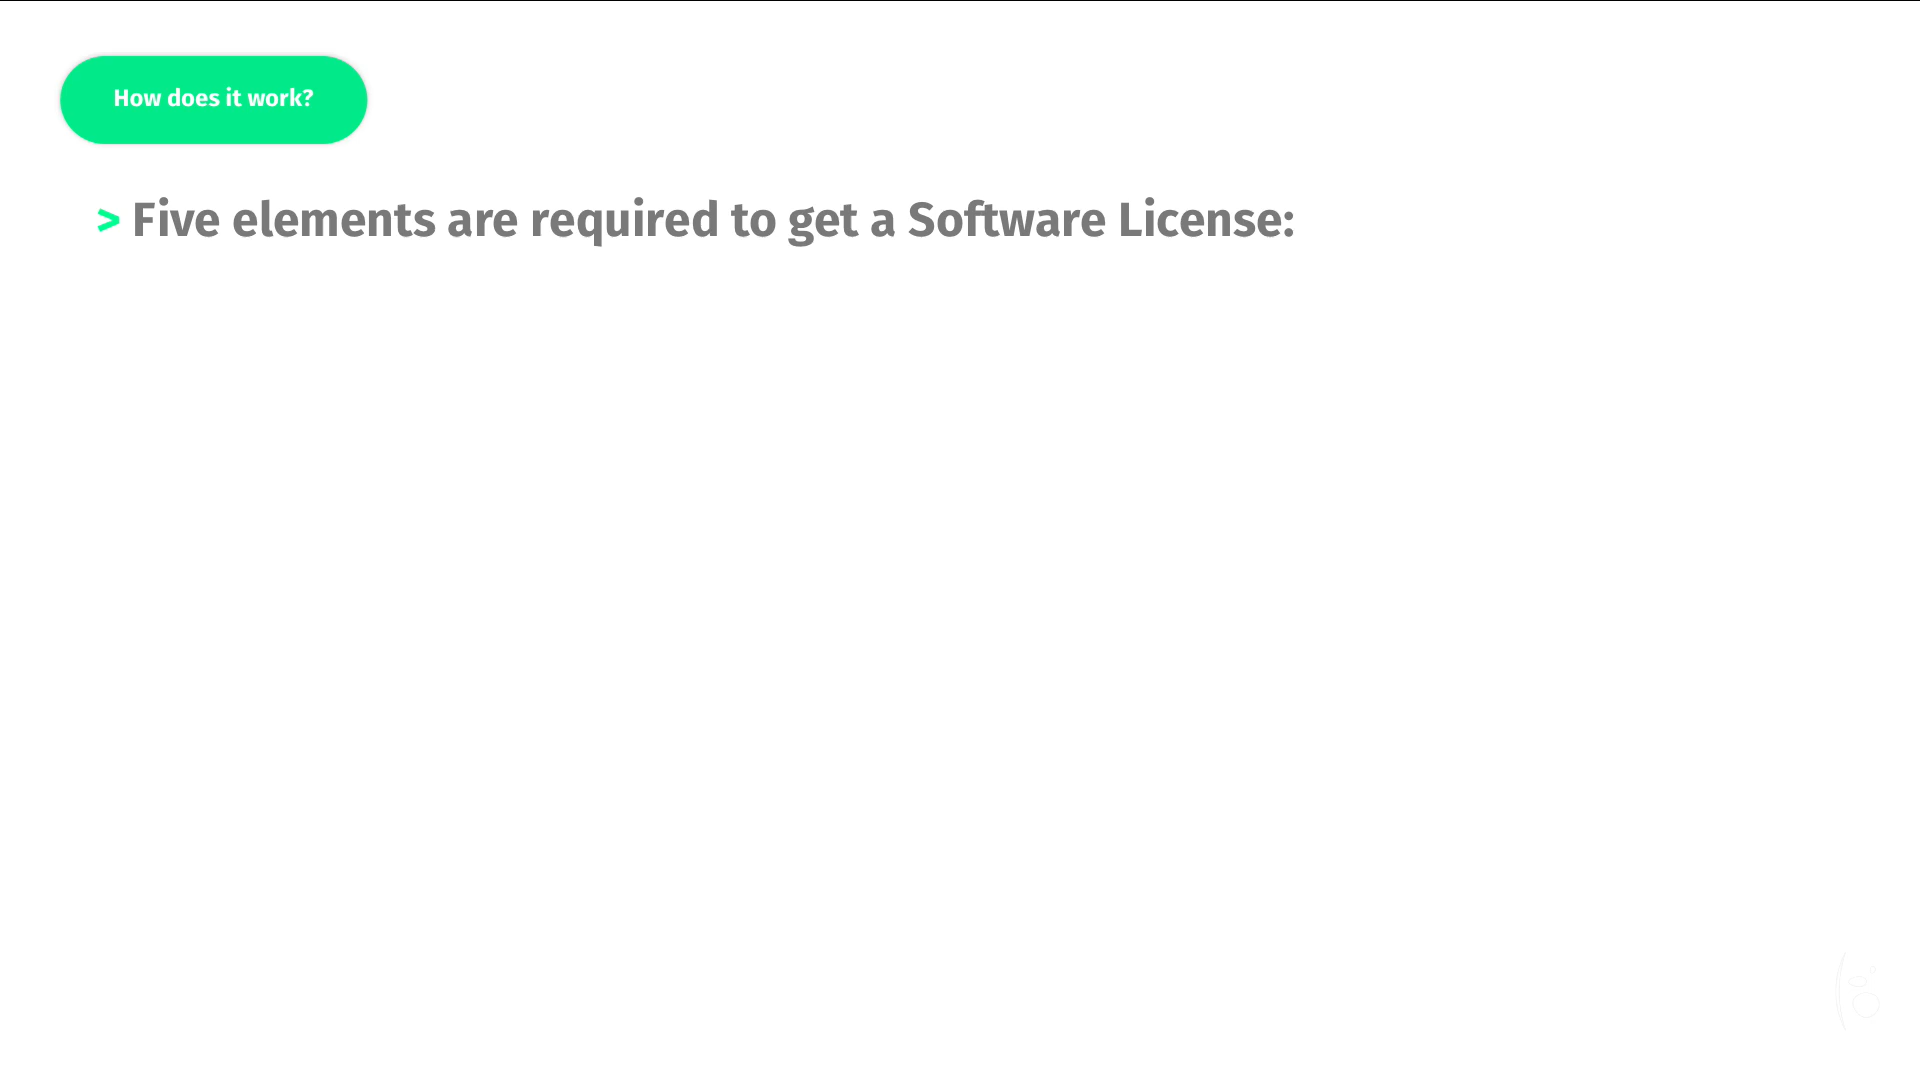 How does it work?
> Five elements are required to get a Software License: